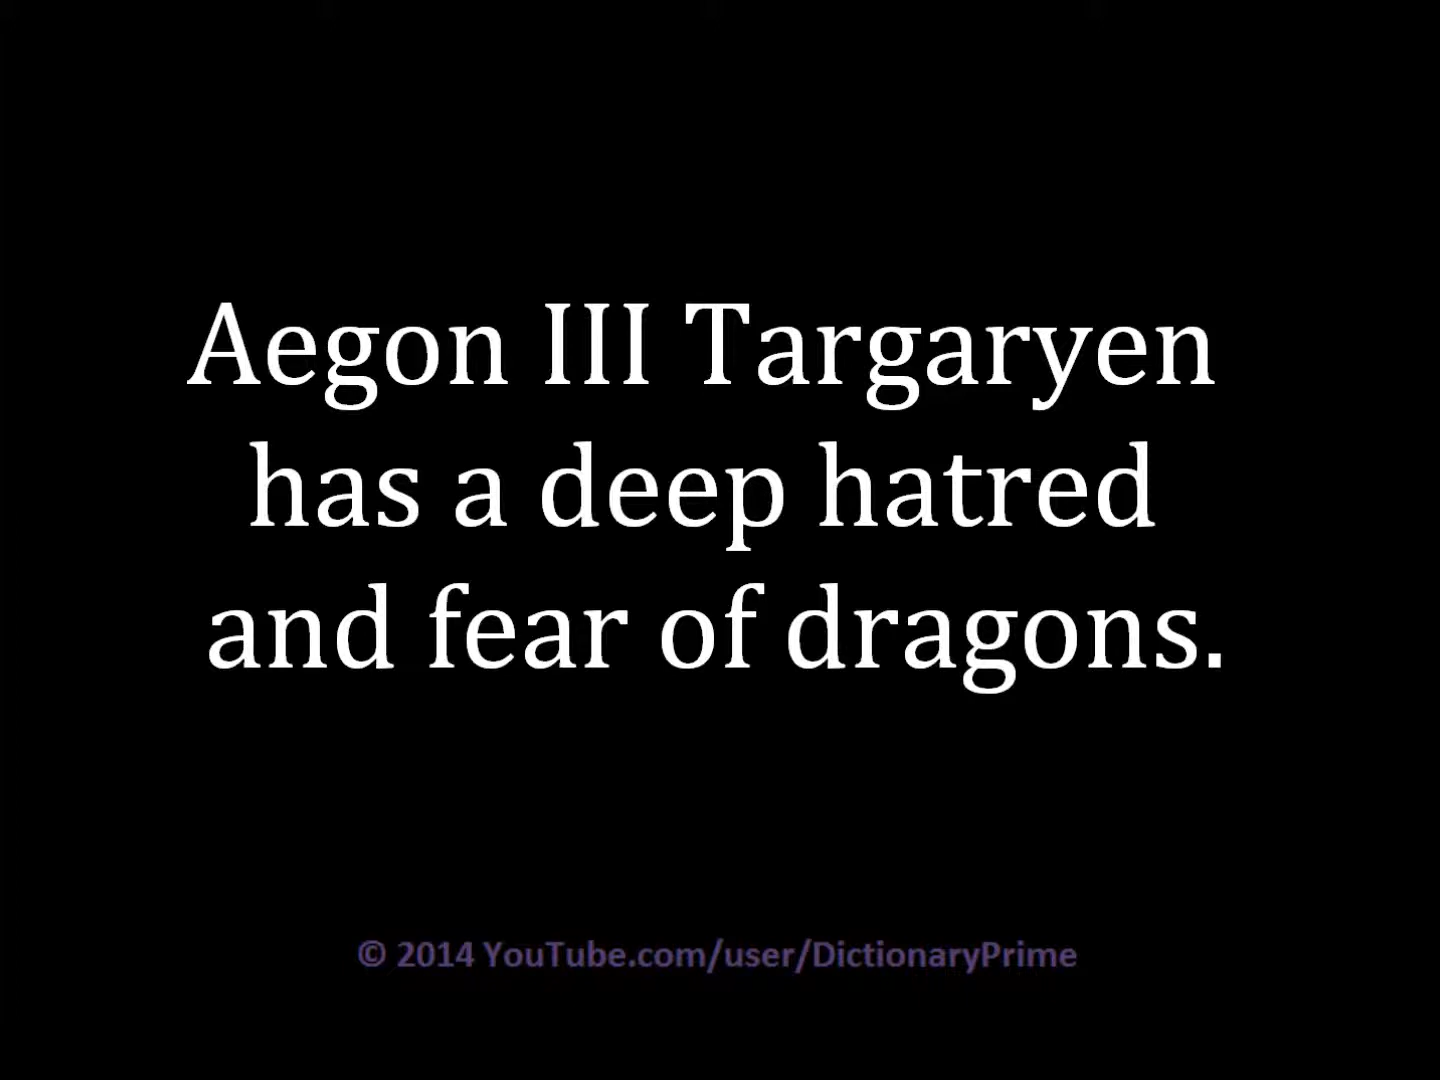 Aegon III Targaryen
has a deep hatred
and fear of dragons.
© 2014 YouTube.com/user/DictionaryPrime